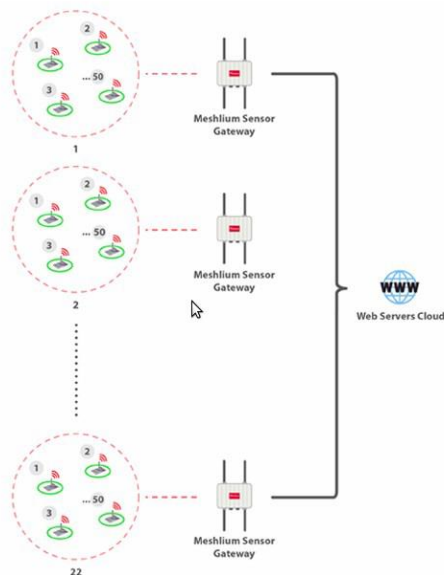 1
2
3
... 50
1
Meshlium Sensor
Gateway
1
2
3
... 50
2
Meshlium Sensor
Gateway
WWW
Web Servers Cloud
1
2
3
... 50
22
Meshlium Sensor
Gateway